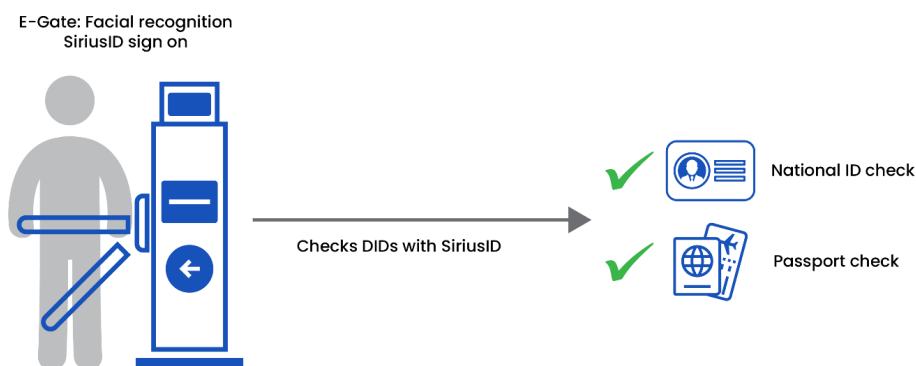 E-Gate: Facial recognition
SiriusID sign on
Checks DIDs with SiriusID
National ID check
Passport check